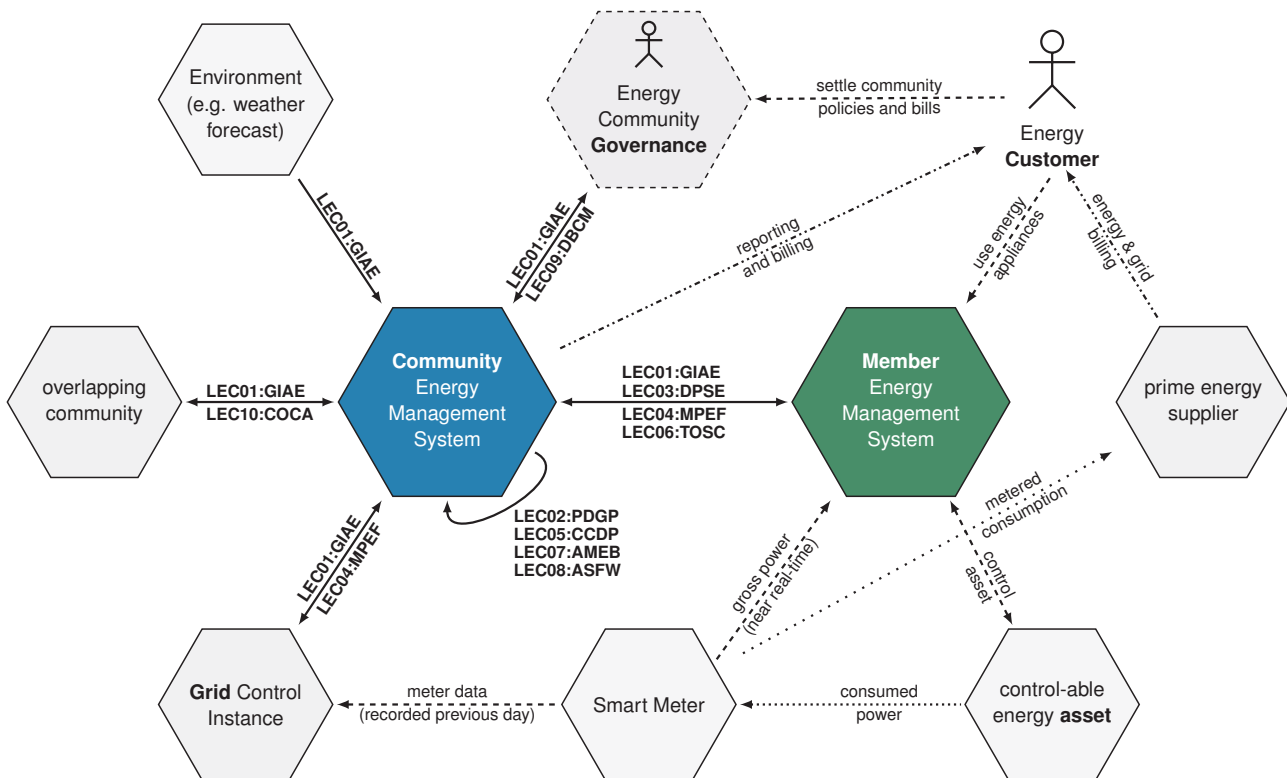 Environment
(e.g. weather
forecast)
Energy
Community
Governance
settle community
policies and bills
Energy
Customer
LEC01:GIAE
LEC01:GIAE
LEC09:DBCM
reporting
and billing
use energy
appliances
energy & grid
billing
overlapping
community
LEC01:GIAE
LEC10:COCA
Community
Energy
Management
System
LEC01:GIAE
LEC03:DPSE
LEC04:MPEF
LEC06:TOSC
Member
Energy
Management
System
prime energy
supplier
LEC02:PDGP
LEC05:CCDP
LEC07:AMEB
LEC08:ASFW
LEC01:GIAE
LEC04:MPEF
gross power
(near real-time)
metered
consumption
control
asset
Grid Control
Instance
meter data
(recorded previous day)
Smart Meter
consumed
power
control-able
energy asset